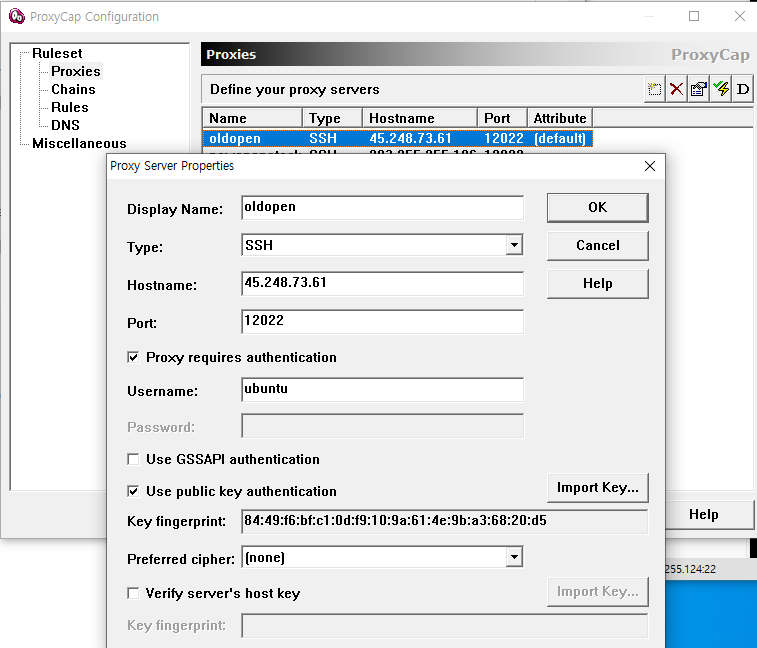 ProxyCap Configuration
Ruleset
Proxies
Chains
Rules
DNS
Miscellaneous
Proxies
ProxyCap
Define your proxy servers
D
Name Type Hostname Port Attribute
oldopen SSH 45.248.73.61 12022 (default)
Proxy Server Properties
Display Name: oldopen OK
Type: SSH Cancel
Hostname: 45.248.73.61 Help
Port: 12022
Proxy requires authentication
Username: ubuntu
Password:
Use GSSAPI authentication
Use public key authentication Import Key...
Key fingerprint: 84:49:f6:bf:c1:0d:f9:10:9a:61:4e:9b:a3:68:20:d5
Help
Preferred cipher: (none)
255.124:22
Verify server's host key Import Key...
Key fingerprint: